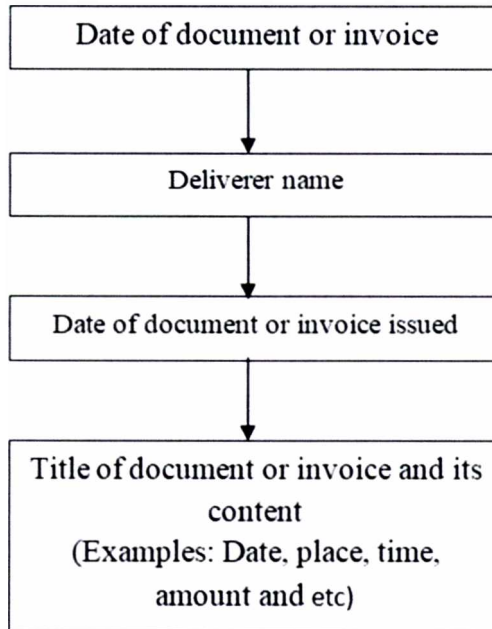 Date of document or invoice
Deliverer name
Date of document or invoice issued
Title of document or invoice and its
content
(Examples: Date, place, time,
amount and etc)